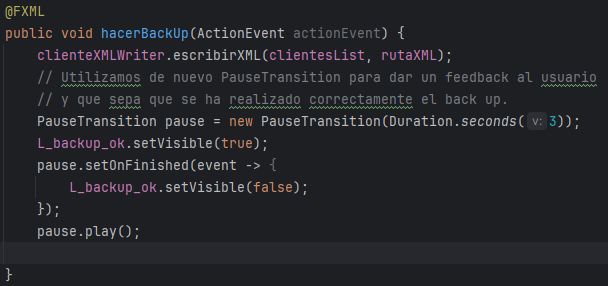 @FXML
public void hacerBackUp(ActionEvent actionEvent) {
    clienteXMLWriter.escribirXML(clientesList, rutaXML);
    // Utilizamos de nuevo PauseTransition para dar un feedback al usuario
    // y que sepa que se ha realizado correctamente el back up.
    PauseTransition pause = new PauseTransition(Duration.seconds( v: 3));
    L_backup_ok.setVisible(true);
    pause.setOnFinished(event -> {
        L_backup_ok.setVisible(false);
    });
    pause.play();
}